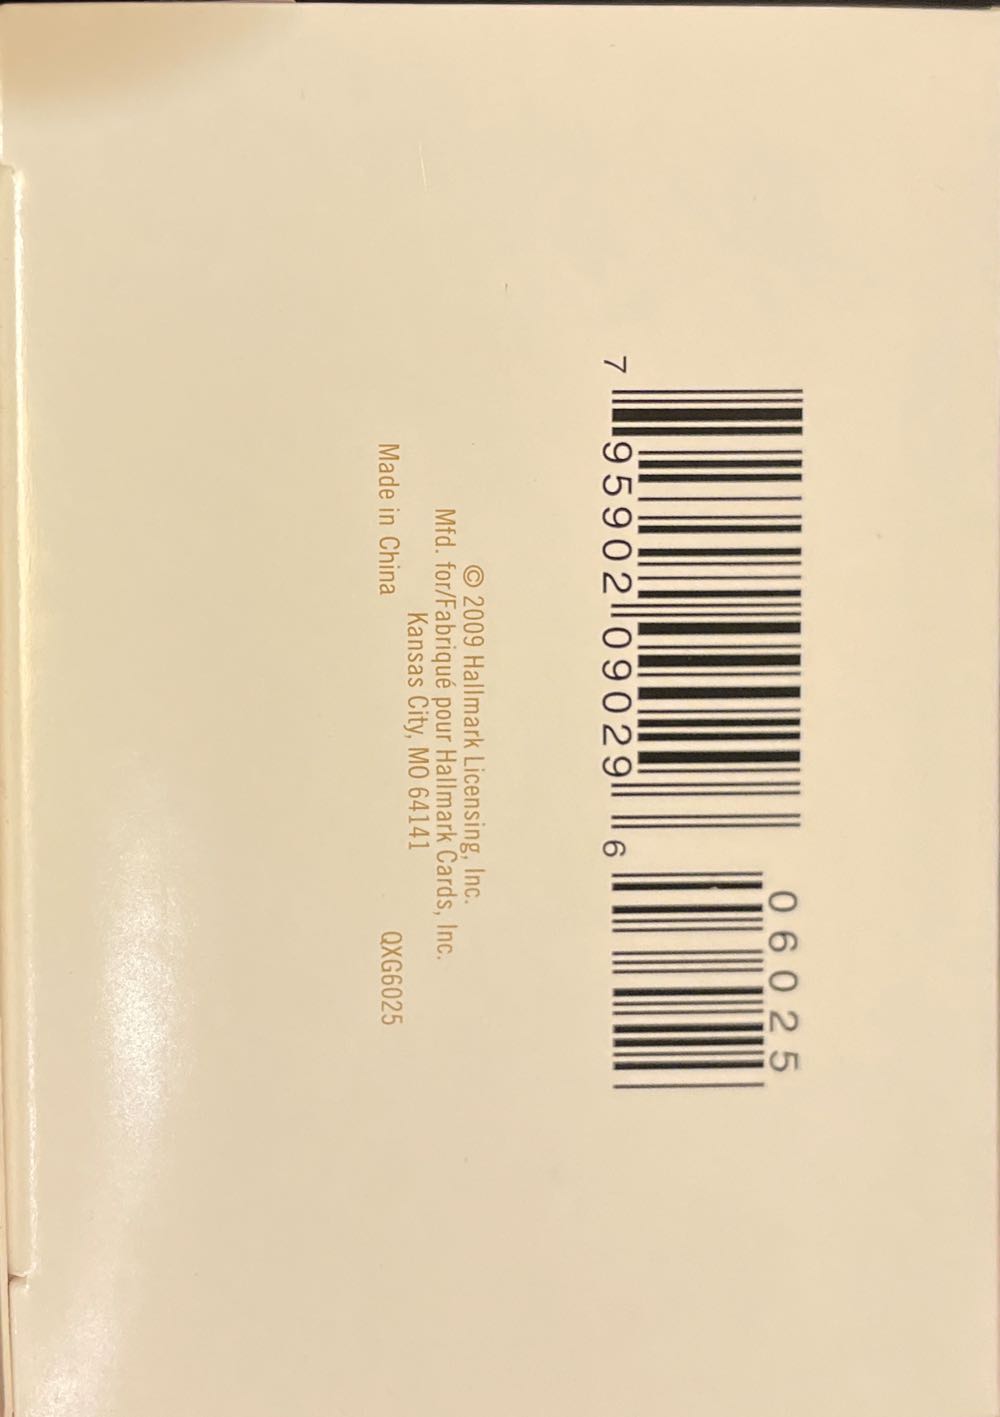 7 95902 09029 6
06025
© 2009 Hallmark Licensing, Inc.
Mfd. for/Fabriqué pour Hallmark Cards, Inc.
Kansas City, MO 64141
Made in China QXG6025